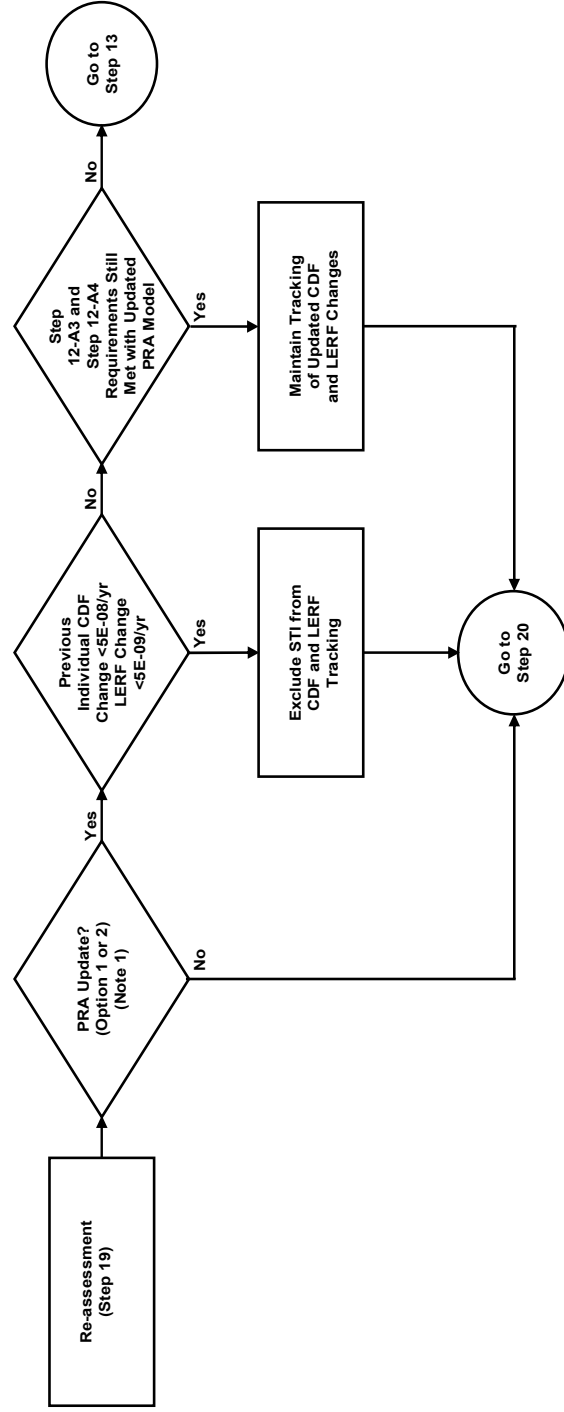 Re-assessment
(Step 19)
PRA Update?
(Option 1 or 2)
(Note 1)
Yes
No
Previous
Individual CDF
Change <5E-08/yr
LERF Change
<5E-09/yr
No
Yes
Exclude STI from
CDF and LERF
Tracking
Step
12-A3 and
Step 12-A4
Requirements Still
Met with Updated
PRA Model
No
Yes
Maintain Tracking
of Updated CDF
and LERF Changes
Go to
Step 13
Go to
Step 20